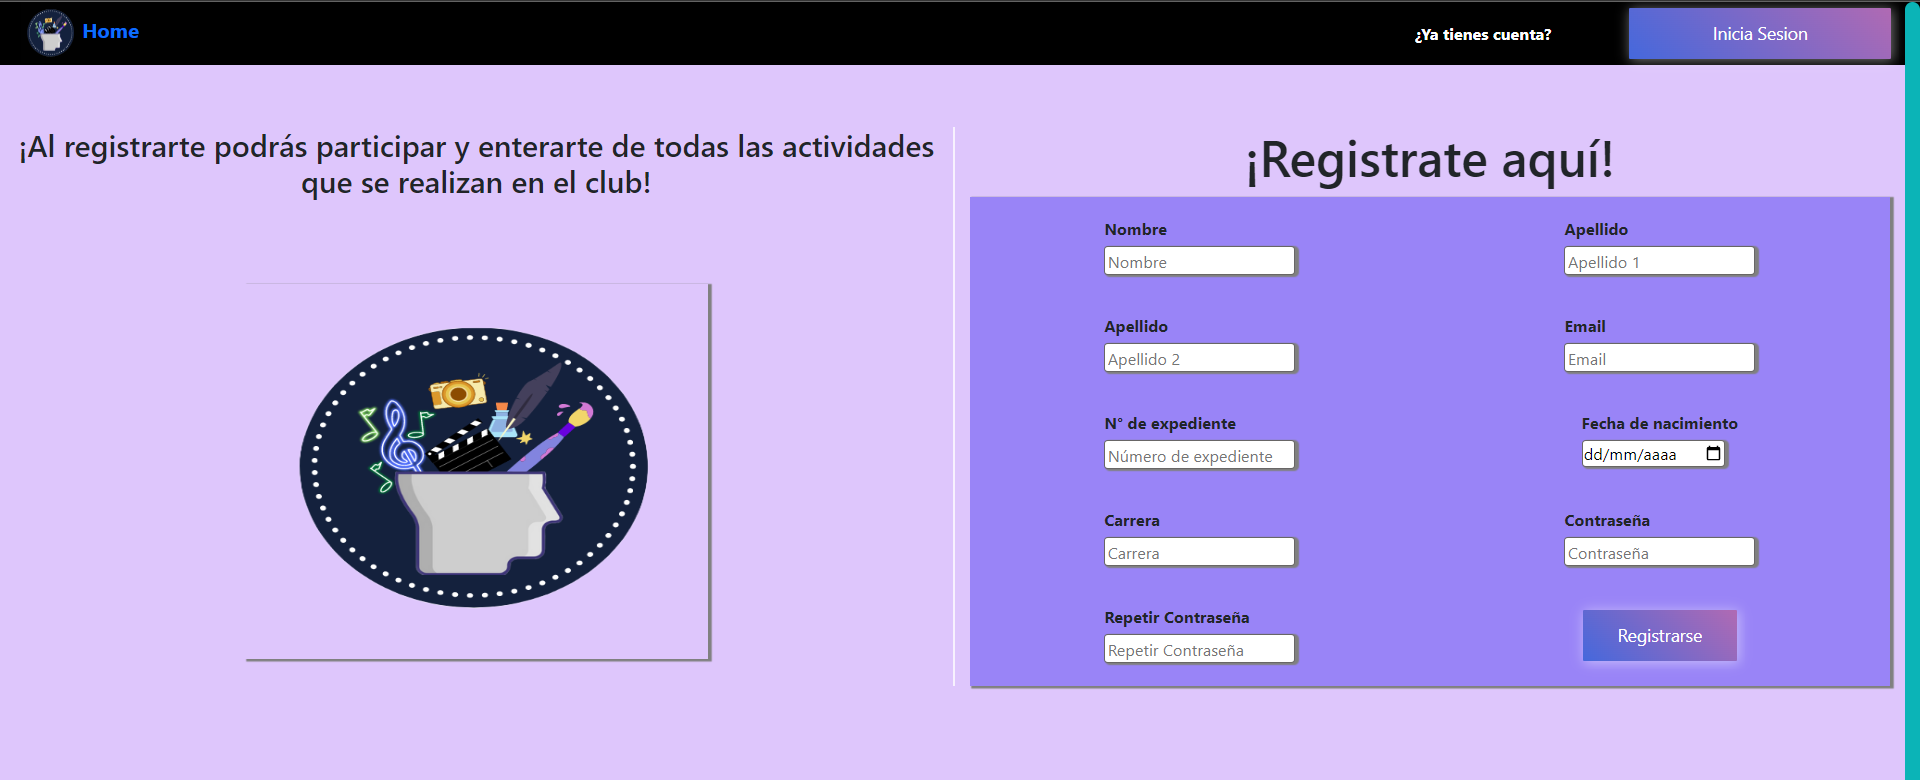 Home
¿Ya tienes cuenta?
Inicia Sesion
¡Al registrarte podrás participar y enterarte de todas las actividades
que se realizan en el club!
¡Registrate aquí!
Nombre
Nombre
Apellido
Apellido 1
Apellido
Apellido 2
Email
Email
N° de expediente
Número de expediente
Fecha de nacimiento
dd/mm/aaaa
Carrera
Carrera
Contraseña
Contraseña
Repetir Contraseña
Repetir Contraseña
Registrarse